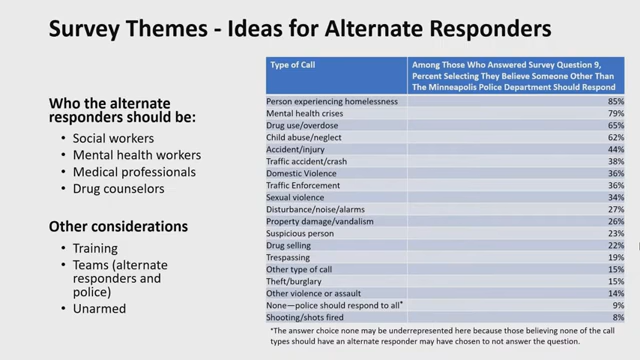 Survey Themes - Ideas for Alternate Responders
Who the alternate
responders should be:
• Social workers
• Mental health workers
• Medical professionals
• Drug counselors
Other considerations
• Training
• Teams (alternate
responders and
police)
• Unarmed
Type of Call
Among Those Who Answered Survey Question 9,
Percent Selecting They Believe Someone Other Than
The Minneapolis Police Department Should Respond
Person experiencing homelessness 85%
Mental health crises 79%
Drug use/overdose 65%
Child abuse/neglect 62%
Accident/injury 44%
Traffic accident/crash 38%
Domestic Violence 36%
Traffic Enforcement 36%
Sexual violence 34%
Disturbance/noise/alarms 27%
Property damage/vandalism 26%
Suspicious person 23%
Drug selling 22%
Trespassing 19%
Other type of call 15%
Theft/burglary 15%
Other violence or assault 14%
None—police should respond to all* 9%
Shooting/shots fired 8%
*The answer choice none may be underrepresented here because those believing none of the call
types should have an alternate responder may have chosen to not answer the question.